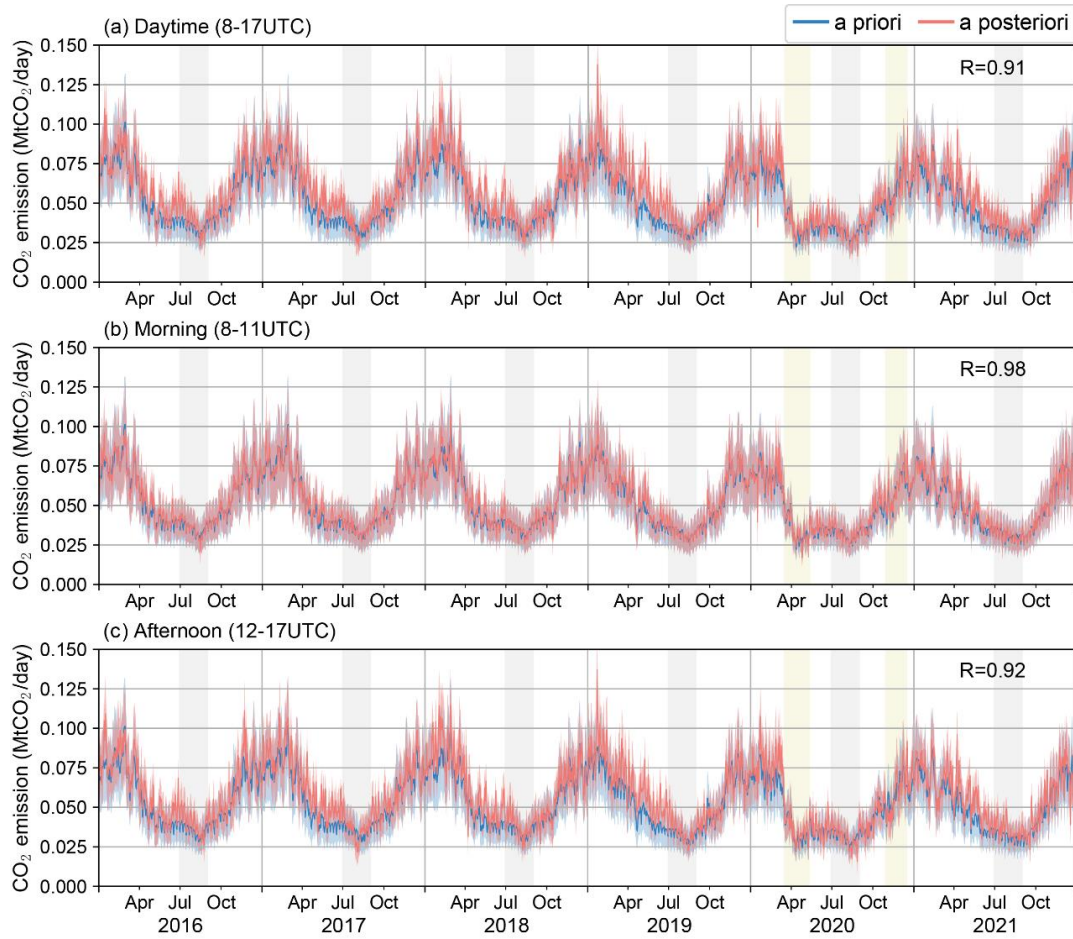 (a) Daytime (8-17UTC)
a priori
a posteriori
CO₂ emission (MtCO₂/day)
0.150
0.125
0.100
0.075
0.050
0.025
0.000
R=0.91
Apr Jul Oct Apr Jul Oct Apr Jul Oct Apr Jul Oct Apr Jul Oct Apr Jul Oct
(b) Morning (8-11UTC)
CO₂ emission (MtCO₂/day)
0.150
0.125
0.100
0.075
0.050
0.025
0.000
R=0.98
Apr Jul Oct Apr Jul Oct Apr Jul Oct Apr Jul Oct Apr Jul Oct Apr Jul Oct
(c) Afternoon (12-17UTC)
CO₂ emission (MtCO₂/day)
0.150
0.125
0.100
0.075
0.050
0.025
0.000
R=0.92
Apr Jul Oct Apr Jul Oct Apr Jul Oct Apr Jul Oct Apr Jul Oct Apr Jul Oct
2016 2017 2018 2019 2020 2021